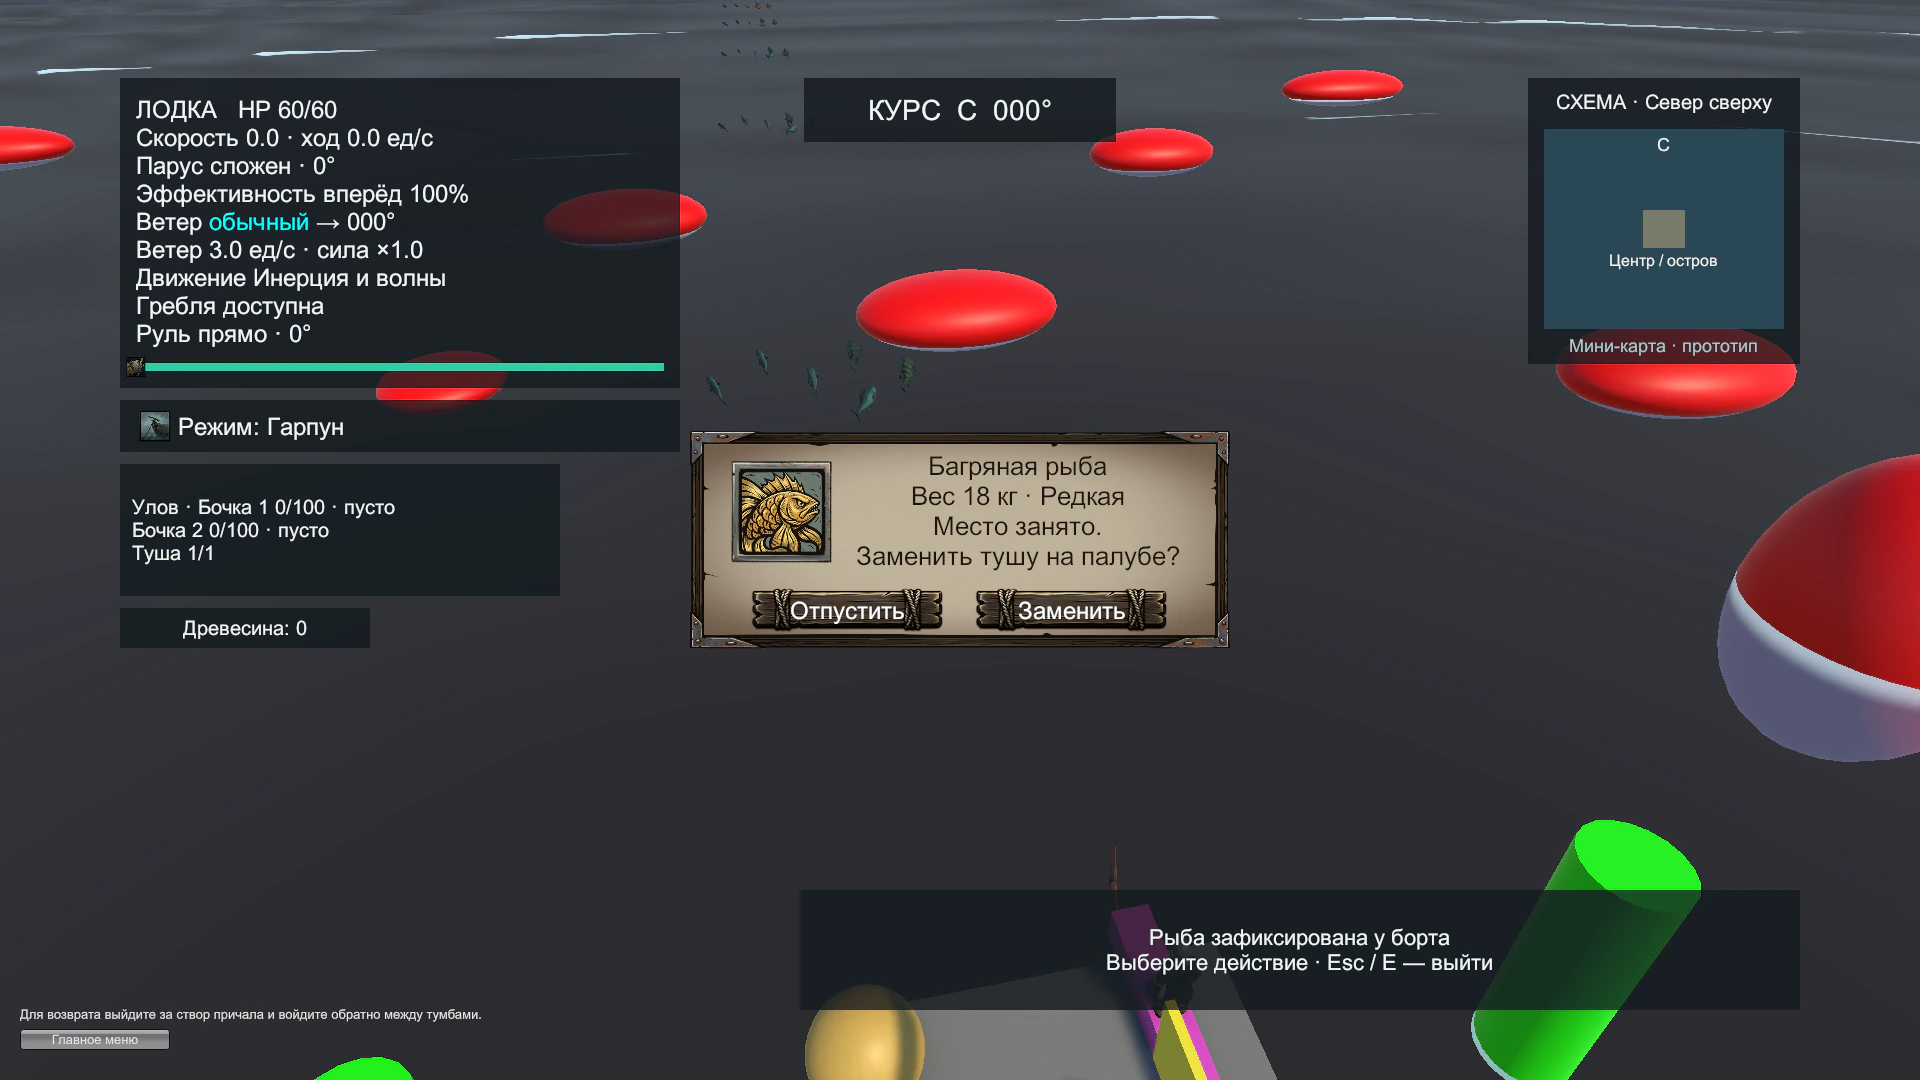 ЛОДКА HP 60/60
Скорость 0.0 · ход 0.0 ед/с
Парус сложен · 0°
Эффективность вперёд 100%
Ветер обычный → 000°
Ветер 3.0 ед/с · сила ×1.0
Движение Инерция и волны
Гребля доступна
Руль прямо · 0°
Режим: Гарпун
Улов · Бочка 1 0/100 · пусто
Бочка 2 0/100 · пусто
Туша 1/1
Древесина: 0
КУРС С 000°
СХЕМА · Север сверху
С
Центр / остров
Мини-карта · прототип
Багряная рыба
Вес 18 кг · Редкая
Место занято.
Заменить тушу на палубе?
Отпустить
Заменить
Рыба зафиксирована у борта
Выберите действие · Esc / E — выйти
Для возврата выйдите за створ причала и войдите обратно между тумбами.
Главное меню